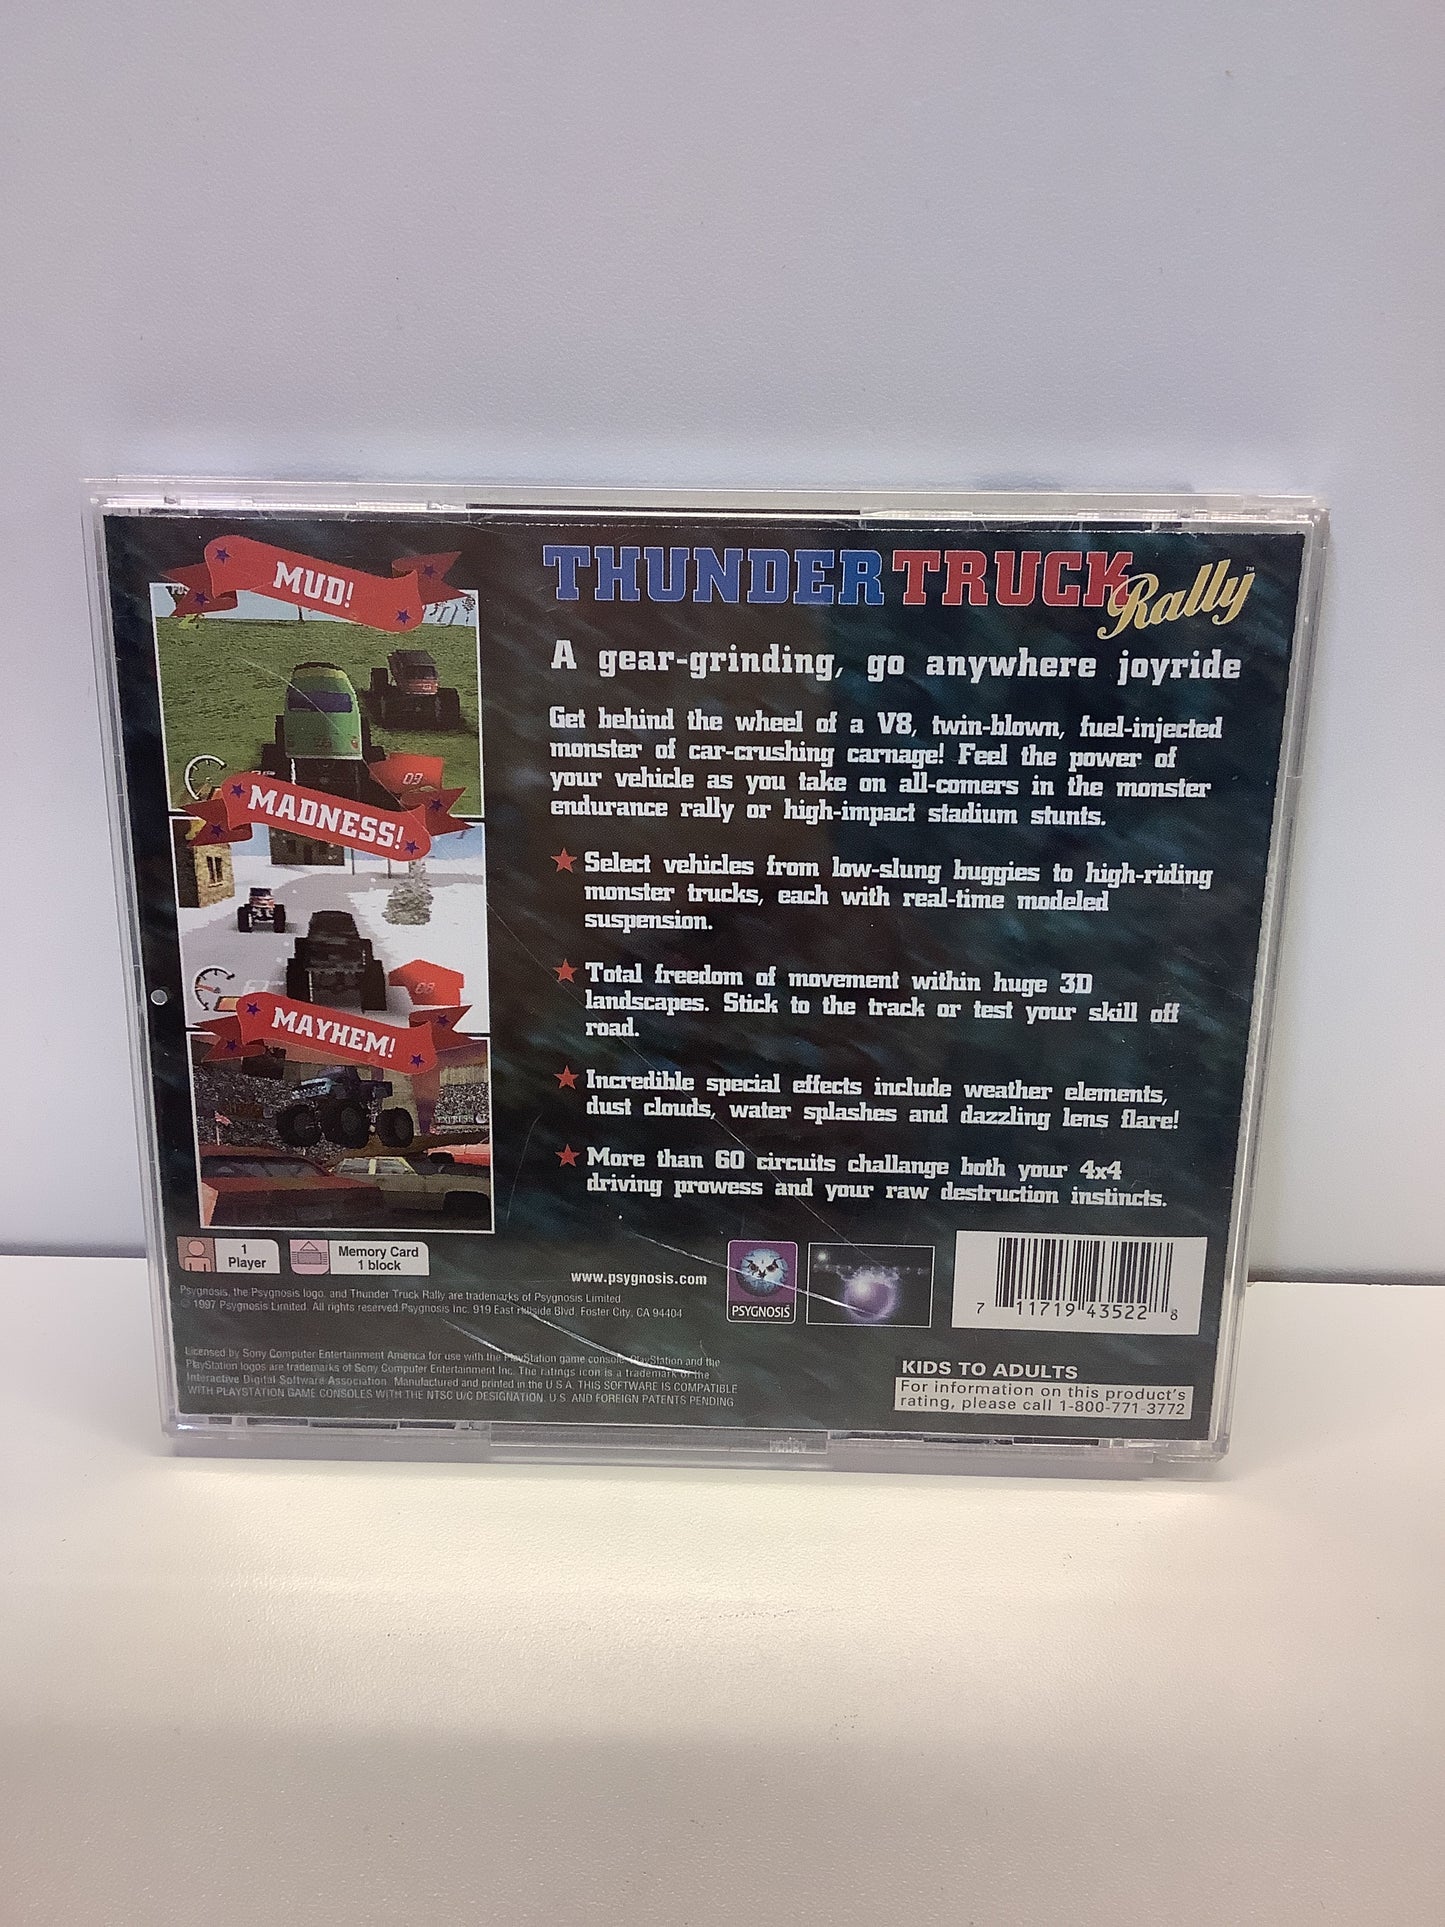 MUD!
MADNESS!
MAYHEM!
THUNDER TRUCK Rally™
A gear-grinding, go anywhere joyride
Get behind the wheel of a V8, twin-blown, fuel-injected
monster of car-crushing carnage! Feel the power of
your vehicle as you take on all-comers in the monster
endurance rally or high-impact stadium stunts.
Select vehicles from low-slung buggies to high-riding
monster trucks, each with real-time modeled
suspension.
Total freedom of movement within huge 3D
landscapes. Stick to the track or test your skill off
road.
Incredible special effects include weather elements,
dust clouds, water splashes and dazzling lens flare!
More than 60 circuits challange both your 4x4
driving prowess and your raw destruction instincts.
1
Player
Memory Card
1 block
www.psygnosis.com
PSYGNOSIS
7 11719 43522 8
Psygnosis, the Psygnosis logo, and Thunder Truck Rally are trademarks of Psygnosis Limited.
© 1997 Psygnosis Limited. All rights reserved.Psygnosis Inc. 919 East Hillside Blvd, Foster City, CA 94404
Licensed by Sony Computer Entertainment America for use with the PlayStation game console. PlayStation and the
PlayStation logos are trademarks of Sony Computer Entertainment Inc. The ratings icon is a trademark of the
Interactive Digital Software Association. Manufactured and printed in the U.S.A. THIS SOFTWARE IS COMPATIBLE
WITH PLAYSTATION GAME CONSOLES WITH THE NTSC U/C DESIGNATION. U.S. AND FOREIGN PATENTS PENDING
KIDS TO ADULTS
For information on this product's
rating, please call 1-800-771-3772